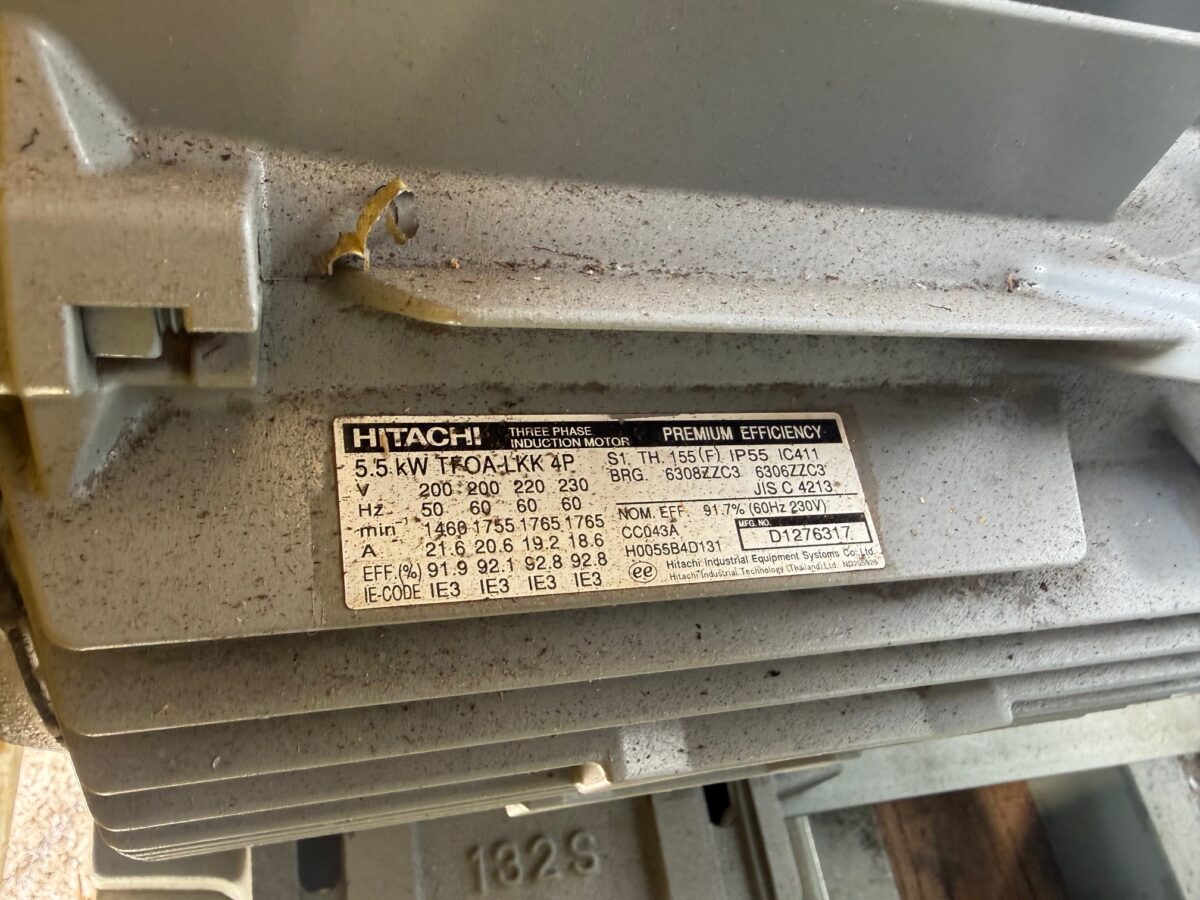 HITACHI THREE PHASE INDUCTION MOTOR PREMIUM EFFICIENCY
5.5 kW TFOA-LKK 4P
V 200 200 220 230
Hz 50 60 60 60
min⁻¹ 1460 1755 1765 1765
A 21.6 20.6 19.2 18.6
EFF.(%) 91.9 92.1 92.8 92.8
IE-CODE IE3 IE3 IE3 IE3
S1 TH. 155(F) IP55 IC411
BRG. 6308ZZC3 6306ZZC3
JIS C 4213
NOM. EFF. 91.7% (60Hz 230V)
CC043A
MFG. NO. D1276317
H0055B4D131
ee
Hitachi Industrial Equipment Systems Co. Ltd.
Hitachi Industrial Technology (Thailand) Ltd.
132S